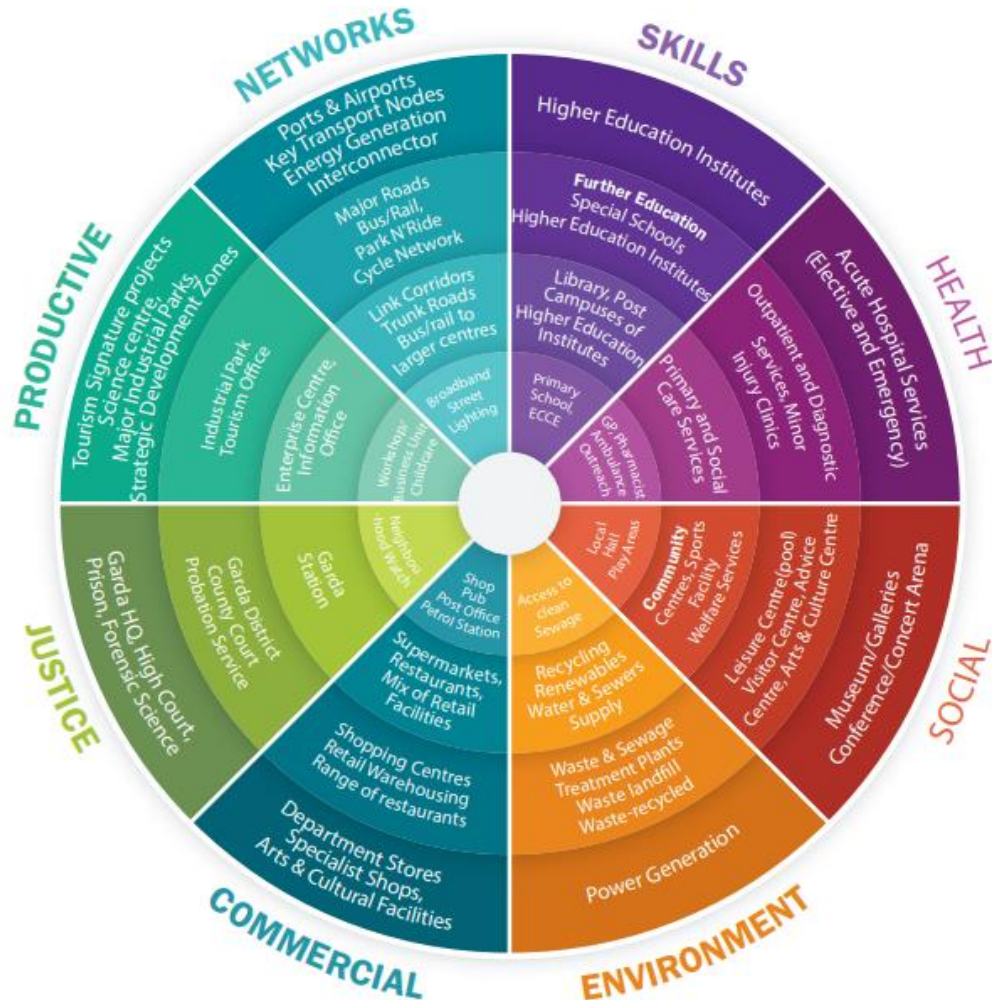 NETWORKS
Ports & Airports
Key Transport Nodes
Energy Generation
Interconnector
Major Roads
Bus/Rail,
Park N'Ride
Cycle Network
Link Corridors
Trunk Roads
Bus/rail to
larger centres
Broadband
Street
Lighting
SKILLS
Higher Education Institutes
Further Education
Special Schools
Higher Education Institutes
Library, Post
Campuses of
Higher Education
Institutes
Primary
School,
ECCE
HEALTH
Acute Hospital Services
(Elective and Emergency)
Outpatient and Diagnostic
Services, Minor
Injury Clinics
Primary and Social
Care Services
GP, Pharmacist
Ambulance
Outreach
SOCIAL
Museum/Galleries
Conference/Concert Arena
Leisure Centre(pool)
Visitor Centre, Advice
Centre, Arts & Culture Centre
Community
Centres, Sports
Facility
Welfare Services
Local
Hall
Play Areas
ENVIRONMENT
Access to
clean
Sewage
Recycling
Renewables
Water & Sewers
Supply
Waste & Sewage
Treatment Plants
Waste landfill
Waste-recycled
Power Generation
COMMERCIAL
Shop
Pub
Post Office
Petrol Station
Supermarkets,
Restaurants,
Mix of Retail
Facilities
Shopping Centres
Retail Warehousing
Range of restaurants
Department Stores
Specialist Shops,
Arts & Cultural Facilities
JUSTICE
Garda HQ, High Court,
Prison, Forensic Science
Garda District
County Court
Probation Service
Garda
Station
Neighbou
-hood Watch
PRODUCTIVE
Tourism Signature projects
Science centre,
Major Industrial Parks,
Strategic Development Zones
Industrial Park
Tourism Office
Enterprise Centre,
Information
Office
Workshop/
Business Unit
Childcare